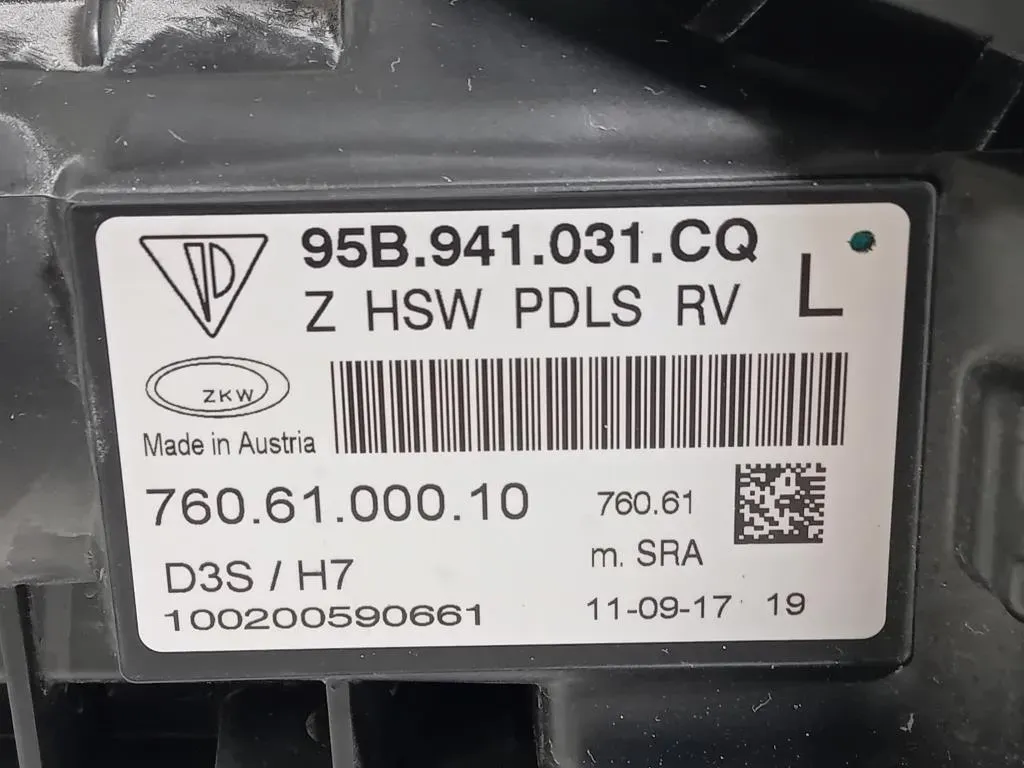 95B.941.031.CQ
Z HSW PDLS RV
L
ZKW
Made in Austria
760.61.000.10
760.61
m. SRA
D3S / H7
100200590661
11-09-17 19